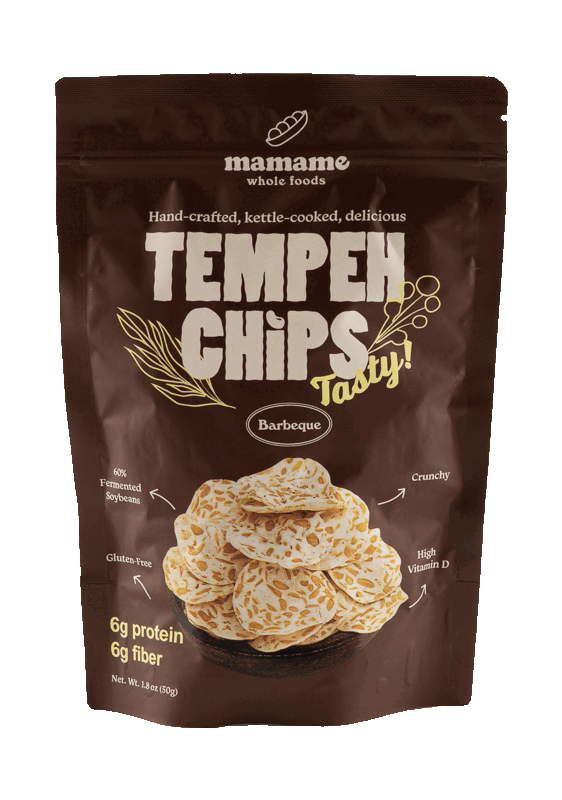 mamame
whole foods
Hand-crafted, kettle-cooked, delicious
TEMPEH
CHiPS
Tasty!
Barbeque
60%
Fermented
Soybeans
Crunchy
Gluten-Free
High
Vitamin D
6g protein
6g fiber
Net. Wt. 1.8 oz (50g)